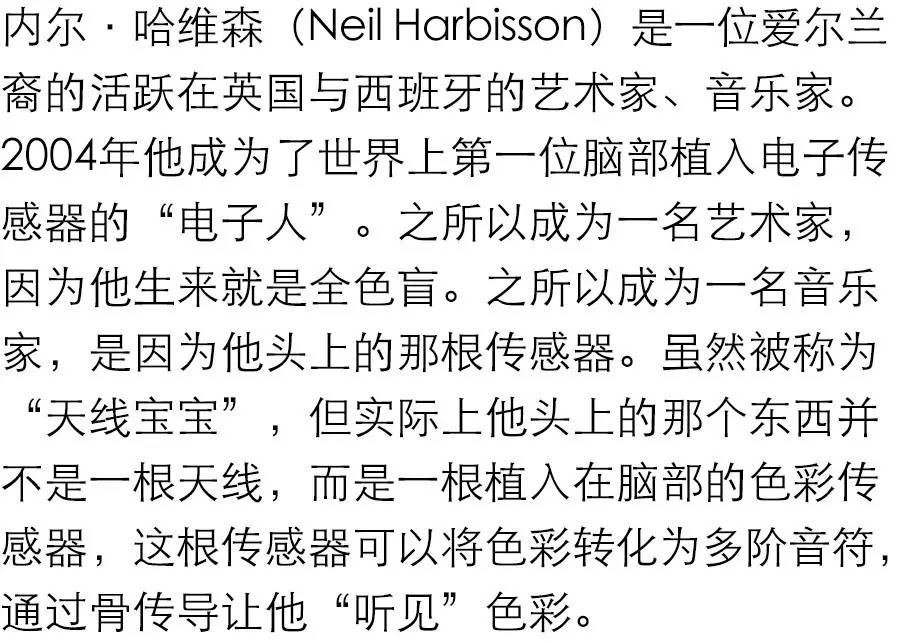 内尔·哈维森（Neil Harbisson）是一位爱尔兰
裔的活跃在英国与西班牙的艺术家、音乐家。
2004年他成为了世界上第一位脑部植入电子传
感器的“电子人”。之所以成为一名艺术家，
因为他生来就是全色盲。之所以成为一名音乐
家，是因为他头上的那根传感器。虽然被称为
“天线宝宝”，但实际上他头上的那个东西并
不是一根天线，而是一根植入在脑部的色彩传
感器，这根传感器可以将色彩转化为多阶音符，
通过骨传导让他“听见”色彩。